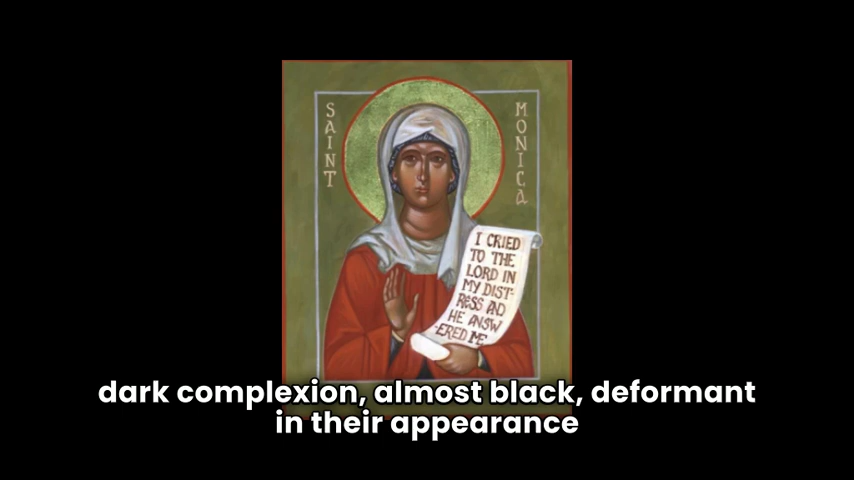 SAINT
MONICA
I CRIED
TO THE
LORD IN
MY DIST-
RESS AND
HE ANSW
-ERED ME.
dark complexion, almost black, deformant
in their appearance